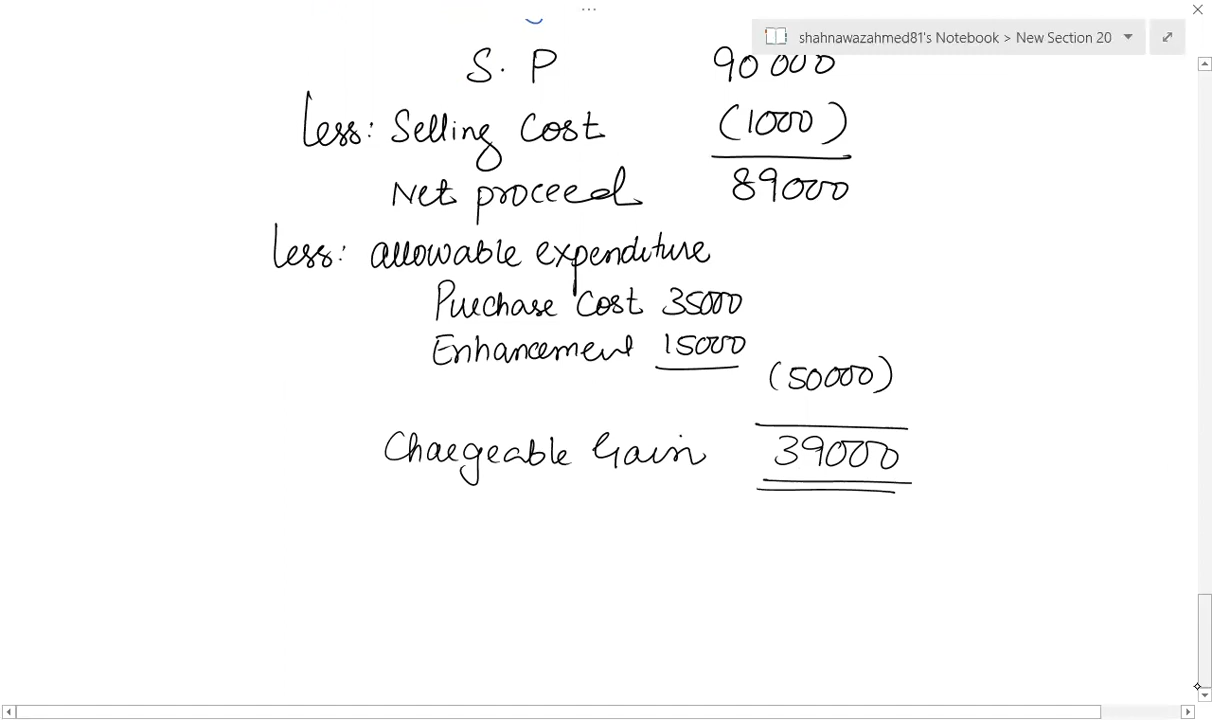 ...
shahnawazahmed81's Notebook > New Section 20
S. P 90000
Less: Selling Cost (1000)
Net proceed 89000
Less: allowable expenditure
Purchase Cost 35000
Enhancement 15000
(50000)
Chargeable Gain 39000